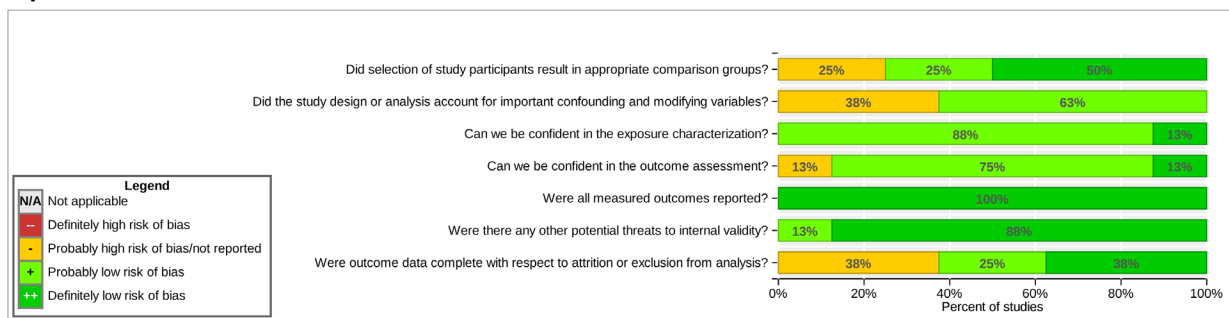 Did selection of study participants result in appropriate comparison groups? 25% 25% 50%
Did the study design or analysis account for important confounding and modifying variables? 38% 63%
Can we be confident in the exposure characterization? 88% 13%
Can we be confident in the outcome assessment? 13% 75% 13%
Were all measured outcomes reported? 100%
Were there any other potential threats to internal validity? 13% 88%
Were outcome data complete with respect to attrition or exclusion from analysis? 38% 25% 38%
0% 20% 40% 60% 80% 100%
Percent of studies
Legend
N/A Not applicable
-- Definitely high risk of bias
- Probably high risk of bias/not reported
+ Probably low risk of bias
++ Definitely low risk of bias